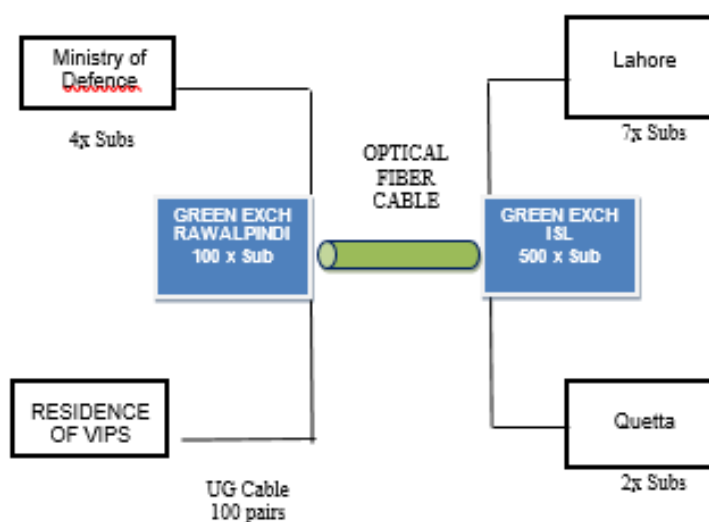 Ministry of
Defence
4x Subs
Lahore
7x Subs
OPTICAL
FIBER
CABLE
GREEN EXCH
RAWALPINDI
100 x Sub
GREEN EXCH
ISL
500 x Sub
RESIDENCE
OF VIPS
UG Cable
100 pairs
Quetta
2x Subs